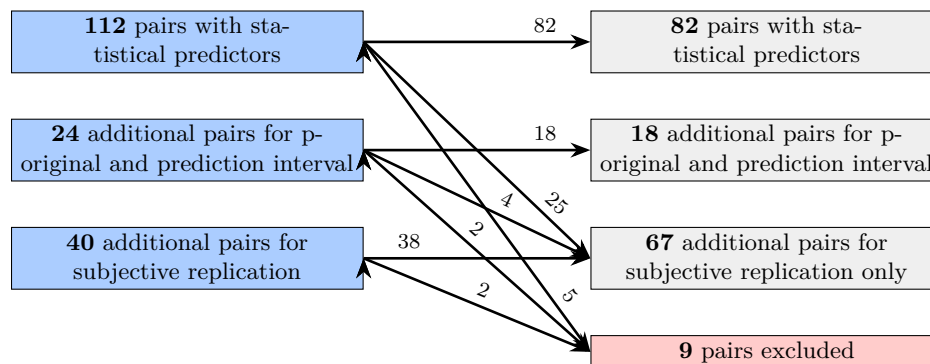 112 pairs with sta-
tistical predictors
82
82 pairs with sta-
tistical predictors
24 additional pairs for p-
original and prediction interval
18
18 additional pairs for p-
original and prediction interval
4
25
2
40 additional pairs for
subjective replication
38
67 additional pairs for
subjective replication only
2
5
9 pairs excluded